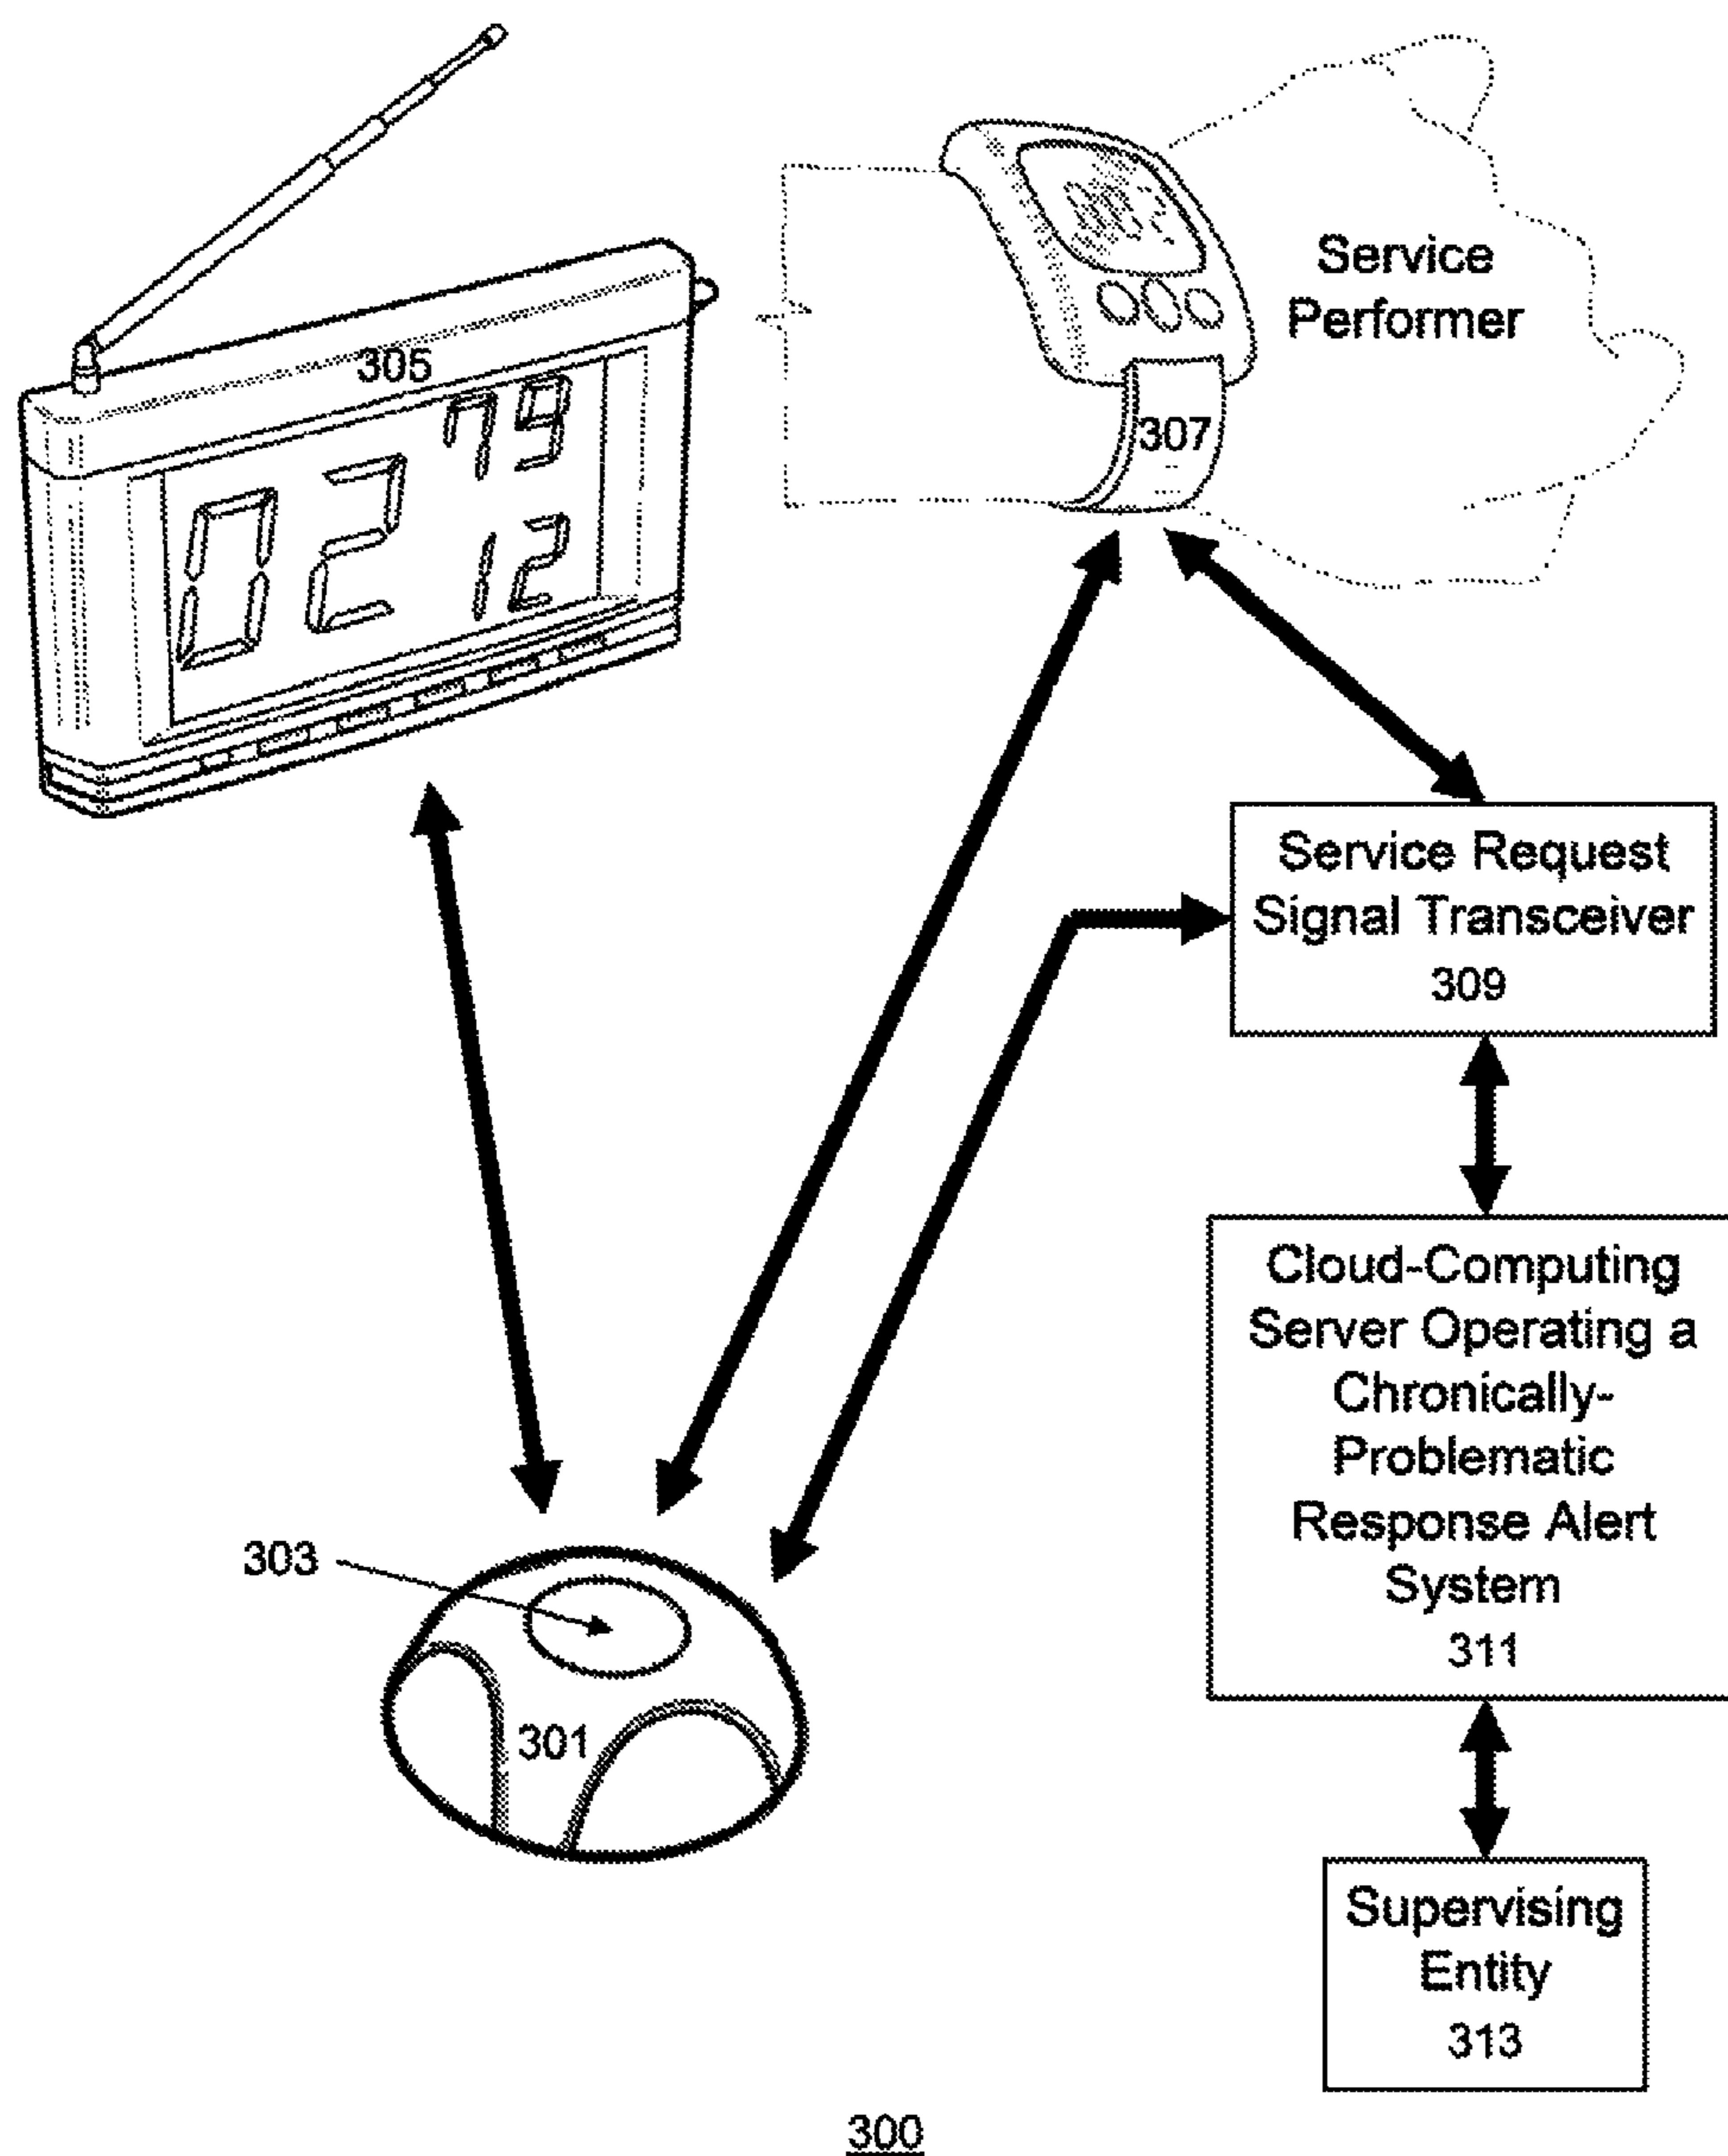 305
02
79
12
Service
Performer
307
Service Request
Signal Transceiver
309
Cloud-Computing
Server Operating a
Chronically-
Problematic
Response Alert
System
311
303
301
Supervising
Entity
313
300